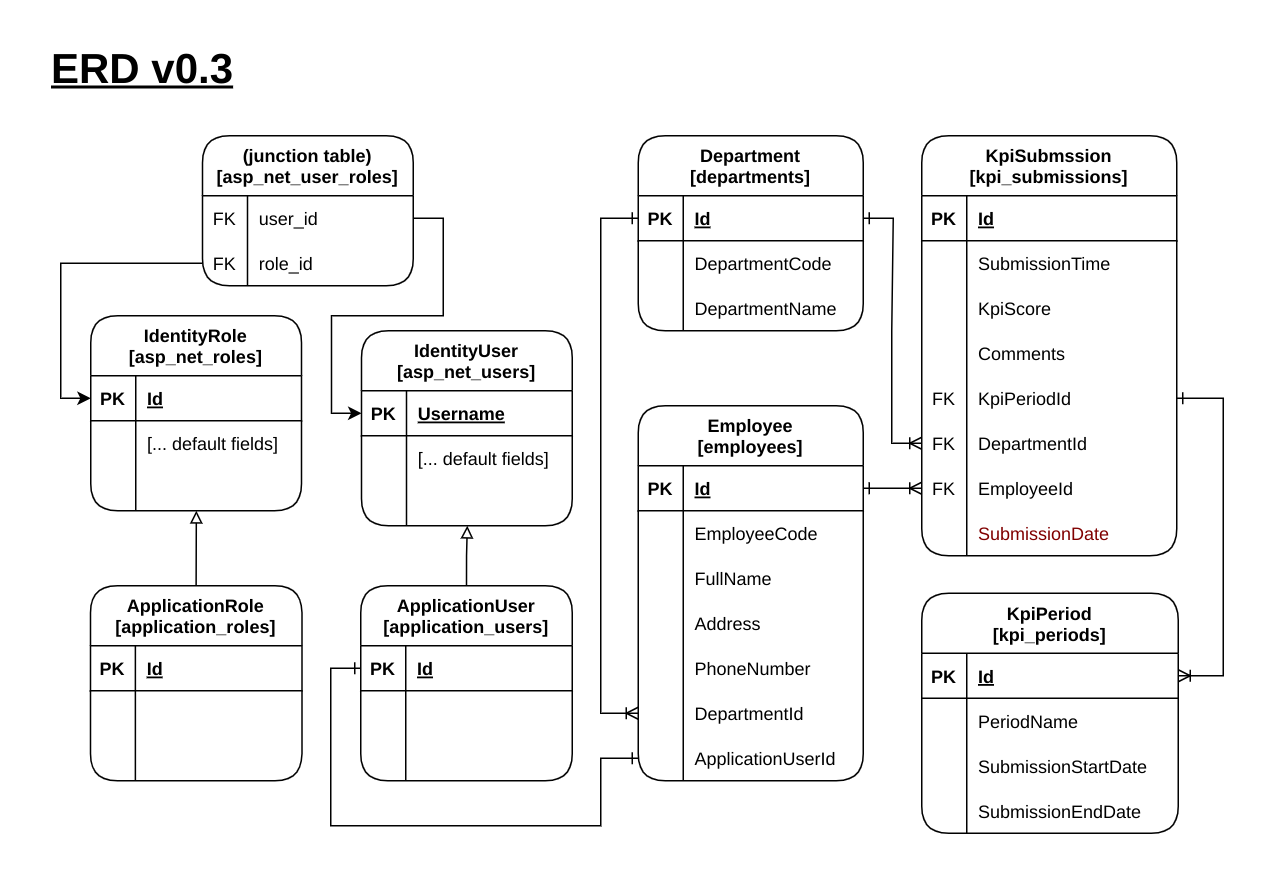 ERD v0.3
(junction table)
[asp_net_user_roles]
FK user_id
FK role_id
IdentityRole
[asp_net_roles]
PK Id
[... default fields]
IdentityUser
[asp_net_users]
PK Username
[... default fields]
ApplicationRole
[application_roles]
PK Id
ApplicationUser
[application_users]
PK Id
Department
[departments]
PK Id
DepartmentCode
DepartmentName
Employee
[employees]
PK Id
EmployeeCode
FullName
Address
PhoneNumber
DepartmentId
ApplicationUserId
KpiSubmssion
[kpi_submissions]
PK Id
SubmissionTime
KpiScore
Comments
FK KpiPeriodId
FK DepartmentId
FK EmployeeId
SubmissionDate
KpiPeriod
[kpi_periods]
PK Id
PeriodName
SubmissionStartDate
SubmissionEndDate